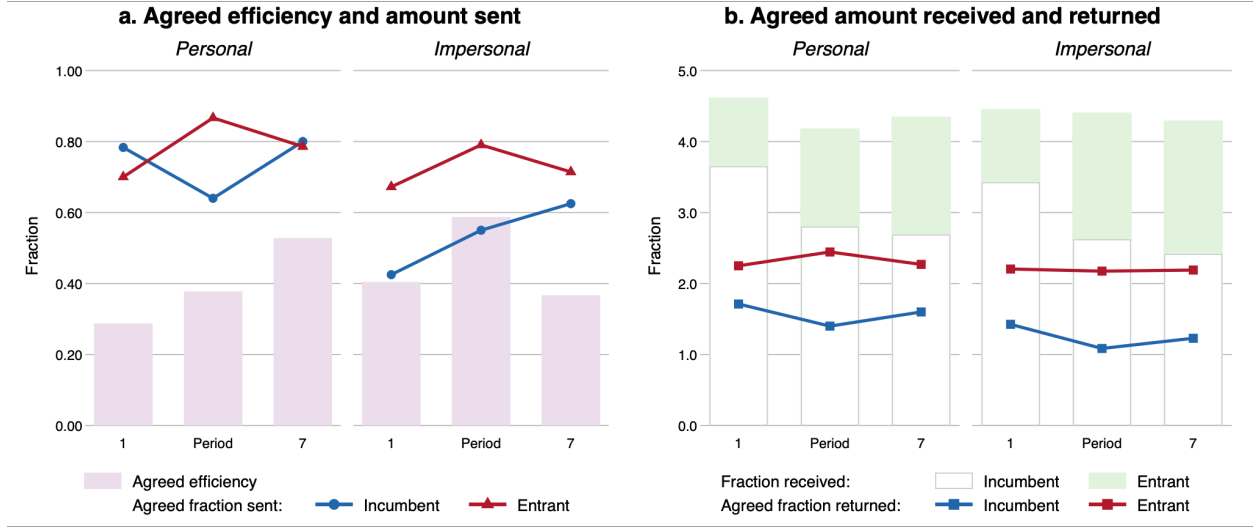 a. Agreed efficiency and amount sent
Personal
Impersonal
Fraction
1.00
0.80
0.60
0.40
0.20
0.00
1
Period
7
1
Period
7
Agreed efficiency
Agreed fraction sent:
Incumbent
Entrant
b. Agreed amount received and returned
Personal
Impersonal
Fraction
5.0
4.0
3.0
2.0
1.0
0.0
1
Period
7
1
Period
7
Fraction received:
Incumbent
Entrant
Agreed fraction returned:
Incumbent
Entrant